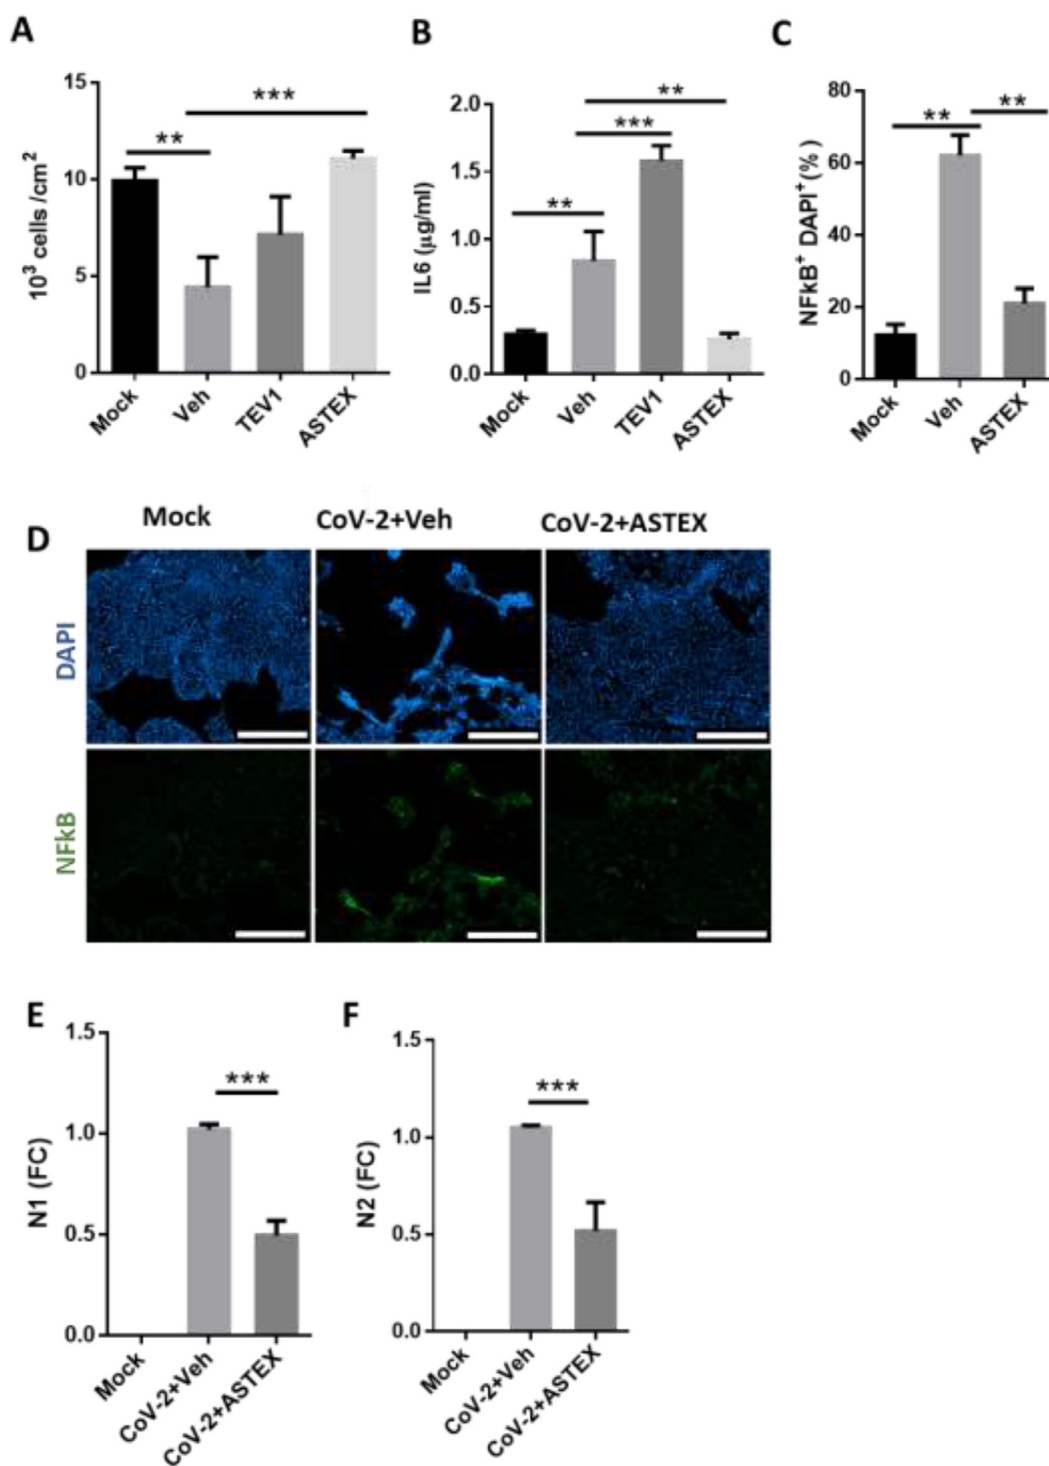 A
15
10
5
0
10³ cells /cm²
**
***
Mock
Veh
TEV1
ASTEX
B
2.0
1.5
1.0
0.5
0.0
IL6 (µg/ml)
**
***
**
Mock
Veh
TEV1
ASTEX
C
80
60
40
20
0
NFkB⁺ DAPI⁺(%)
**
**
Mock
Veh
ASTEX
D
Mock
CoV-2+Veh
CoV-2+ASTEX
DAPI
NFkB
E
1.5
1.0
0.5
0.0
N1 (FC)
***
Mock
CoV-2+Veh
CoV-2+ASTEX
F
1.5
1.0
0.5
0.0
N2 (FC)
***
Mock
CoV-2+Veh
CoV-2+ASTEX